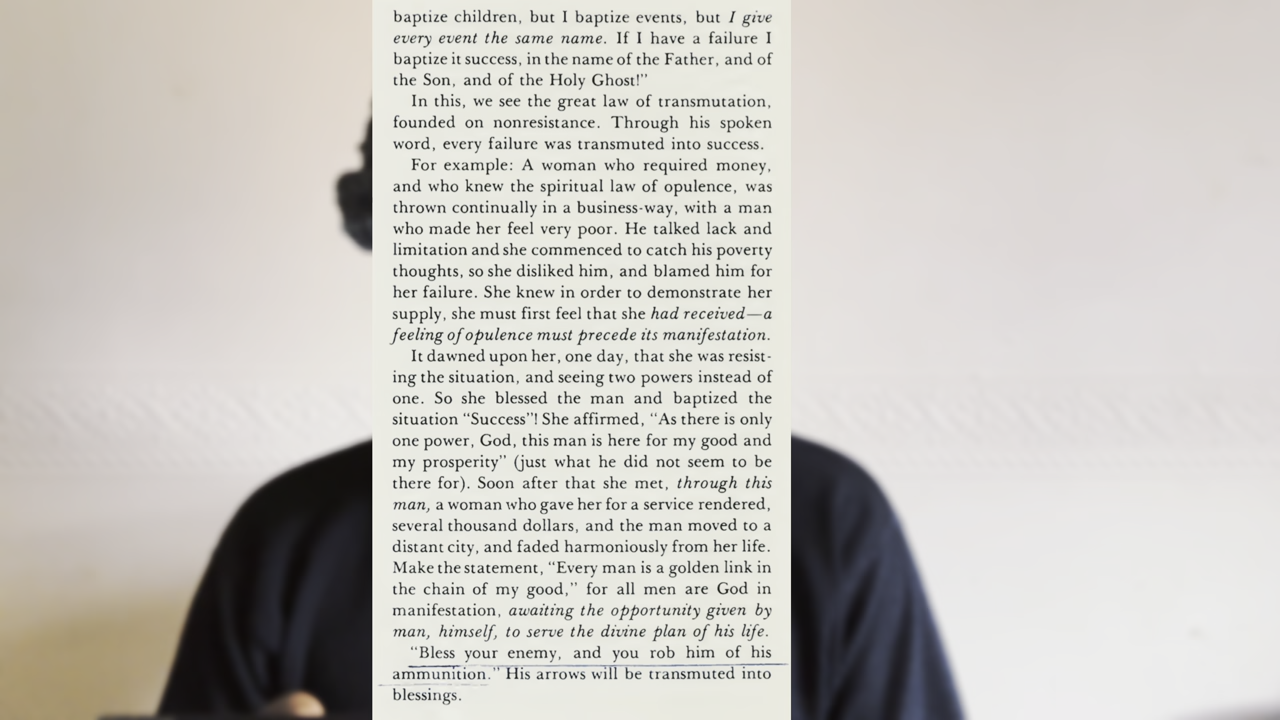 baptize children, but I baptize events, but I give
every event the same name. If I have a failure I
baptize it success, in the name of the Father, and of
the Son, and of the Holy Ghost!”
In this, we see the great law of transmutation,
founded on nonresistance. Through his spoken
word, every failure was transmuted into success.
For example: A woman who required money,
and who knew the spiritual law of opulence, was
thrown continually in a business-way, with a man
who made her feel very poor. He talked lack and
limitation and she commenced to catch his poverty
thoughts, so she disliked him, and blamed him for
her failure. She knew in order to demonstrate her
supply, she must first feel that she had received—a
feeling of opulence must precede its manifestation.
It dawned upon her, one day, that she was resist-
ing the situation, and seeing two powers instead of
one. So she blessed the man and baptized the
situation “Success”! She affirmed, “As there is only
one power, God, this man is here for my good and
my prosperity” (just what he did not seem to be
there for). Soon after that she met, through this
man, a woman who gave her for a service rendered,
several thousand dollars, and the man moved to a
distant city, and faded harmoniously from her life.
Make the statement, “Every man is a golden link in
the chain of my good,” for all men are God in
manifestation, awaiting the opportunity given by
man, himself, to serve the divine plan of his life.
“Bless your enemy, and you rob him of his
ammunition.” His arrows will be transmuted into
blessings.